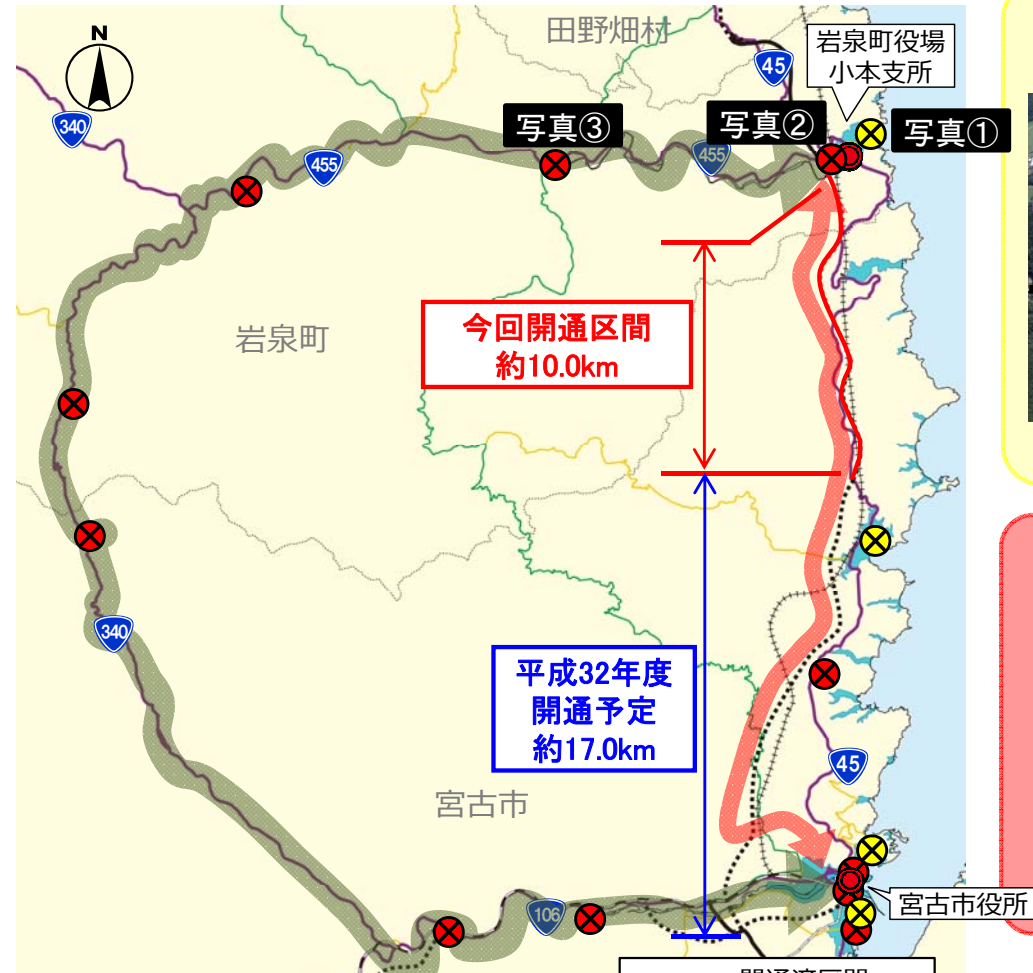 N
田野畑村
45
岩泉町役場
小本支所
340
写真③
写真②
写真①
455
455
今回開通区間
約10.0km
岩泉町
340
平成32年度
開通予定
約17.0km
45
宮古市
106
宮古市役所